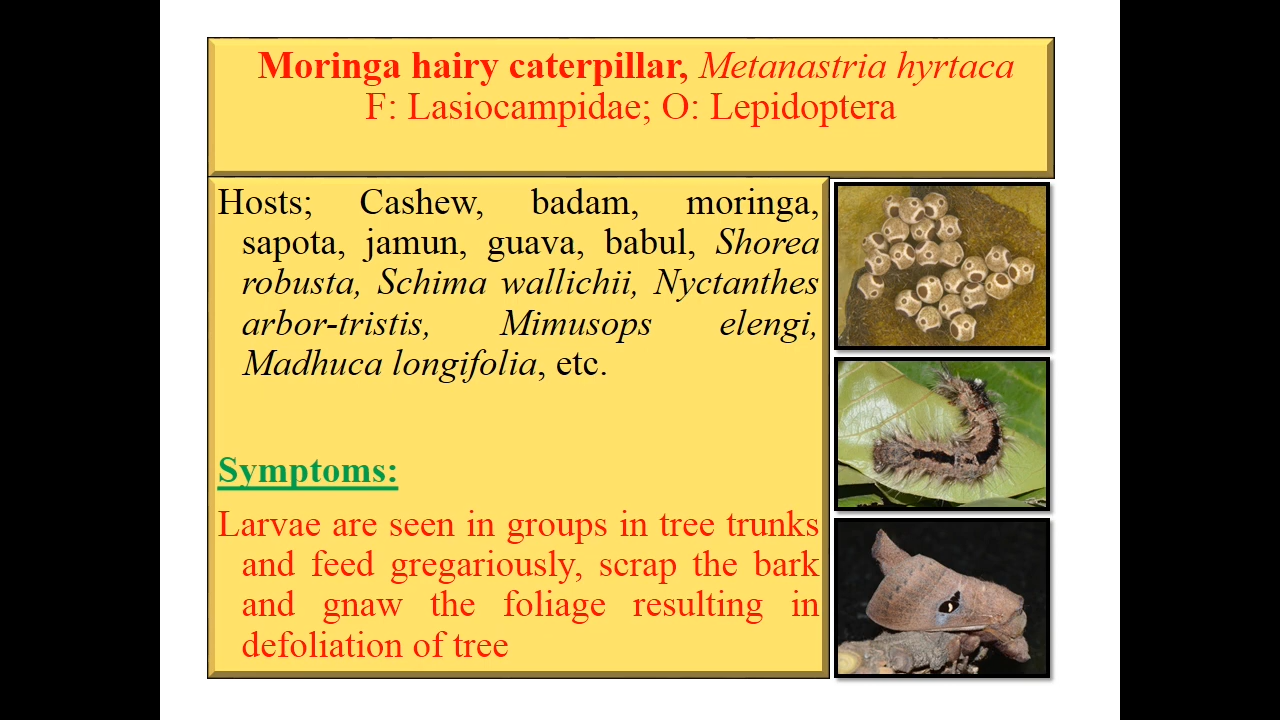 Moringa hairy caterpillar, Metanastria hyrtaca
F: Lasiocampidae; O: Lepidoptera
Hosts; Cashew, badam, moringa,
sapota, jamun, guava, babul, Shorea
robusta, Schima wallichii, Nyctanthes
arbor-tristis, Mimusops elengi,
Madhuca longifolia, etc.
Symptoms:
Larvae are seen in groups in tree trunks
and feed gregariously, scrap the bark
and gnaw the foliage resulting in
defoliation of tree